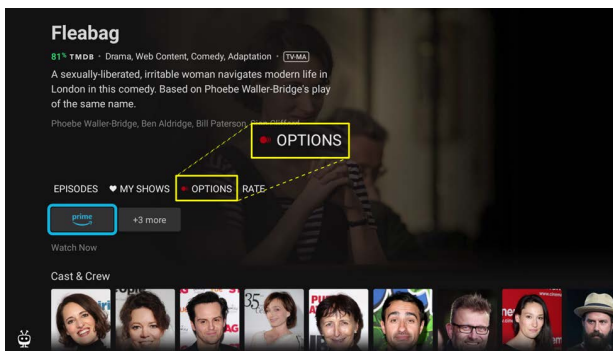 Fleabag
81% TMDB • Drama, Web Content, Comedy, Adaptation • TV-MA
A sexually-liberated, irritable woman navigates modern life in
London in this comedy. Based on Phoebe Waller-Bridge's play
of the same name.
Phoebe Waller-Bridge, Ben Aldridge, Bill Paterson, Sian Clifford
OPTIONS
EPISODES MY SHOWS OPTIONS RATE
prime +3 more
Watch Now
Cast & Crew
35